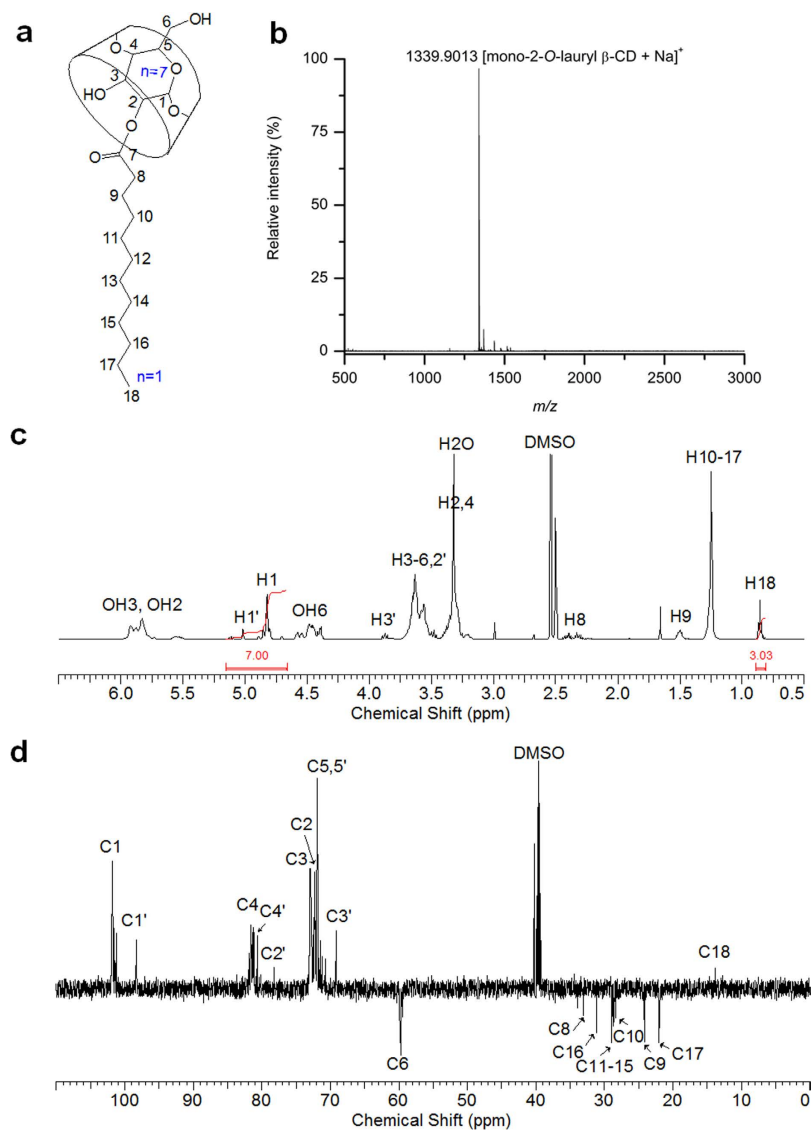 a
OH
6
4
5
O
O
3
n=7
HO
2
1
O
O
7
O
8
9
10
11
12
13
14
15
16
17
n=1
18
b
1339.9013 [mono-2-O-lauryl β-CD + Na]+
100
75
50
25
0
Relative intensity (%)
500 1000 1500 2000 2500 3000
m/z
c
H2O
DMSO
H10-17
H2,4
H3-6,2'
OH3, OH2
H1
H1'
OH6
H3'
H8
H9
H18
7.00
3.03
6.0 5.5 5.0 4.5 4.0 3.5 3.0 2.5 2.0 1.5 1.0 0.5
Chemical Shift (ppm)
d
DMSO
C5,5'
C2
C1
C3
C4
C4'
C3'
C1'
C2'
C18
C8
C10
C16
C17
C6
C11-15
C9
100 90 80 70 60 50 40 30 20 10 0
Chemical Shift (ppm)